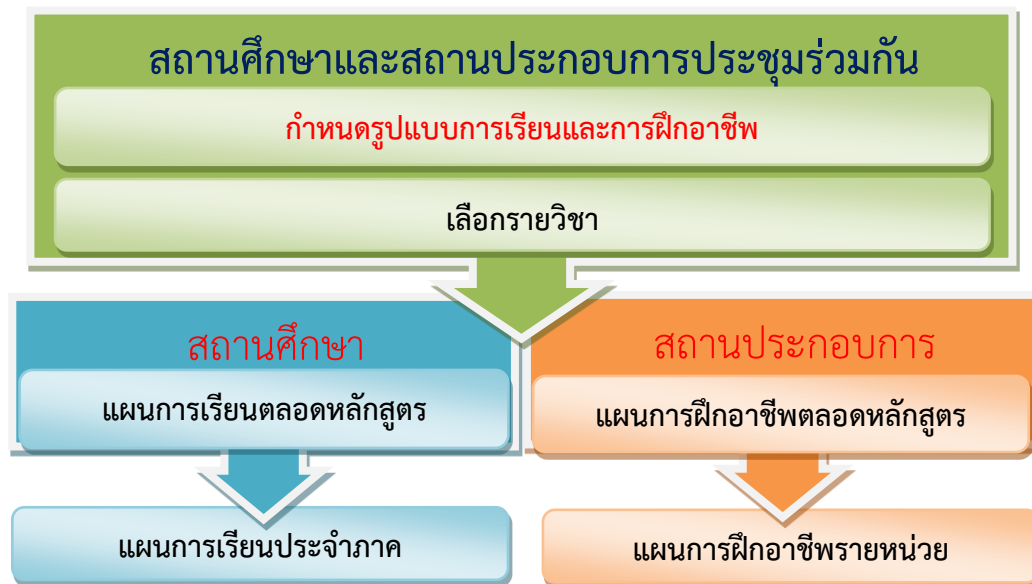 สถานศึกษาและสถานประกอบการประชุมร่วมกัน
กำหนดรูปแบบการเรียนและการฝึกอาชีพ
เลือกรายวิชา
สถานศึกษา
แผนการเรียนตลอดหลักสูตร
แผนการเรียนประจำภาค
สถานประกอบการ
แผนการฝึกอาชีพตลอดหลักสูตร
แผนการฝึกอาชีพรายหน่วย